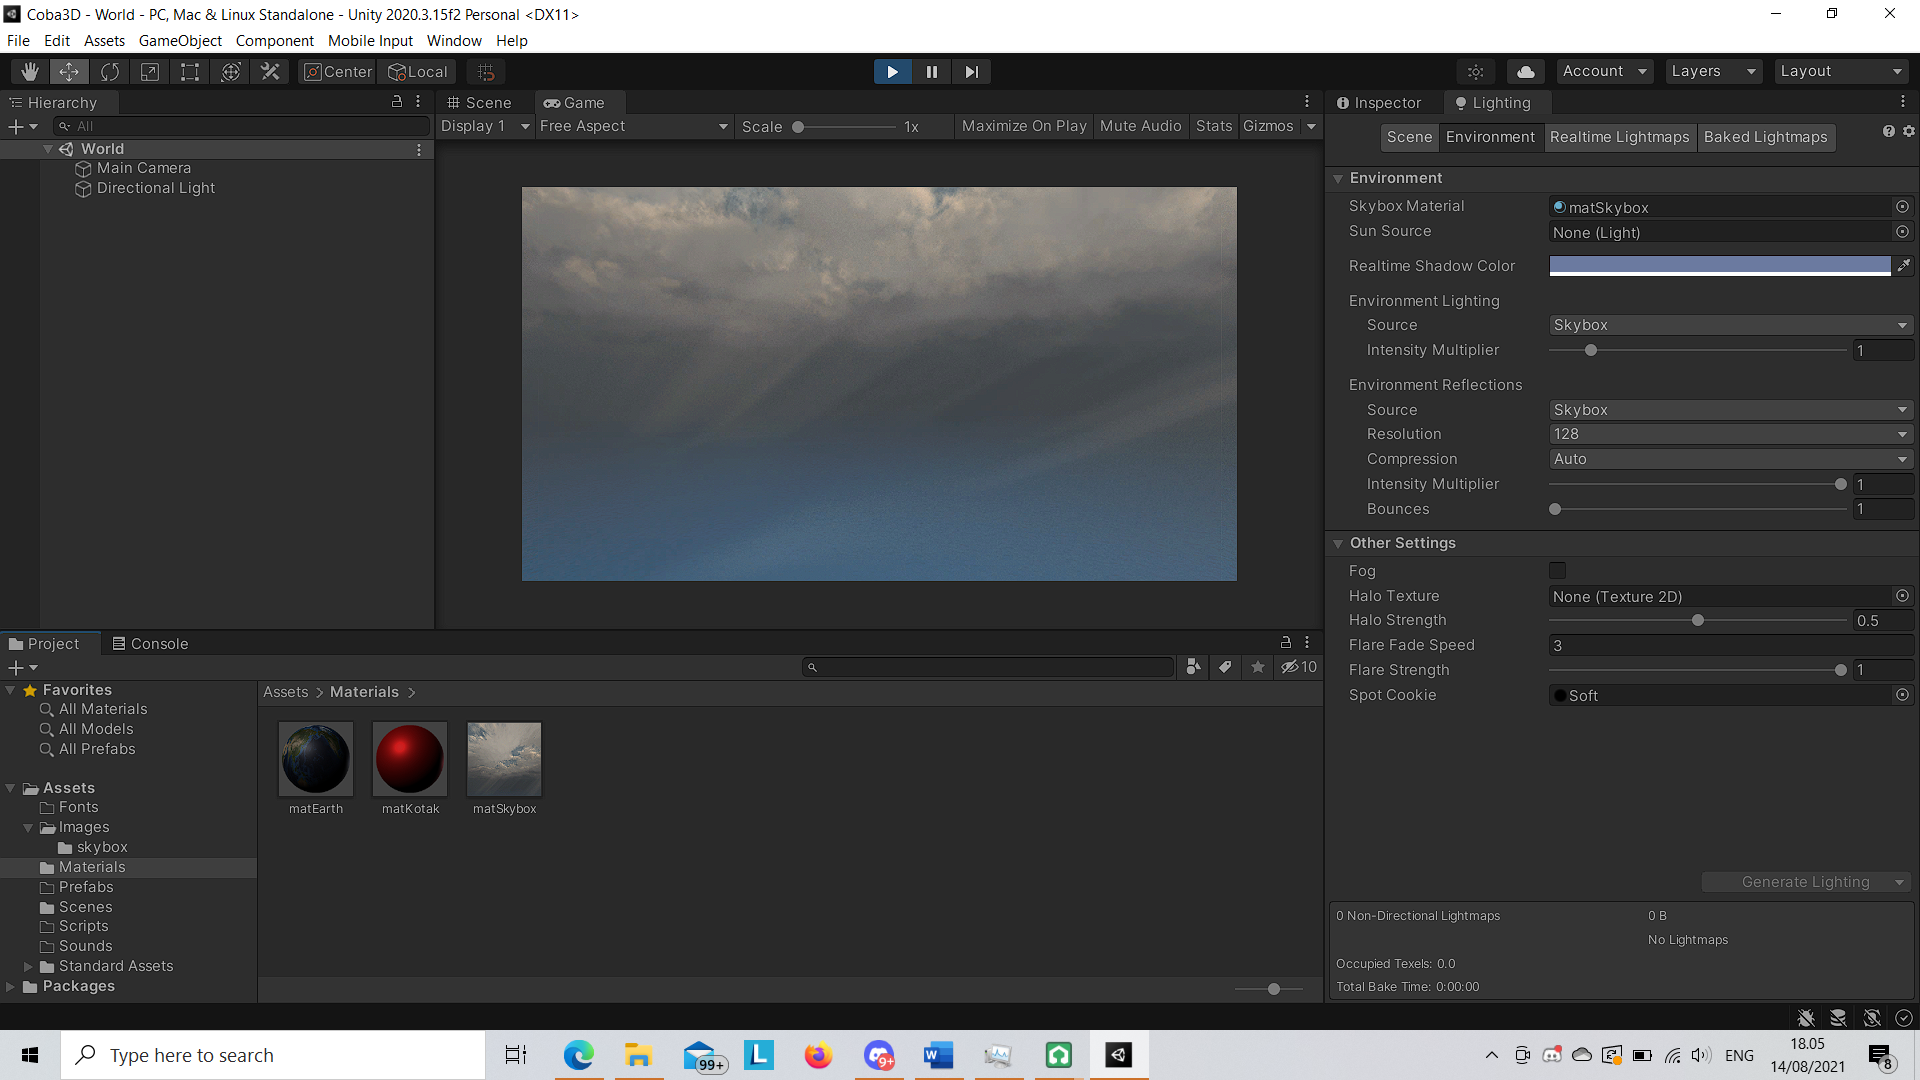 Coba3D - World - PC, Mac & Linux Standalone - Unity 2020.3.15f2 Personal <DX11>
File Edit Assets GameObject Component Mobile Input Window Help
Center Local Account Layers Layout
Hierarchy
All
World
Main Camera
Directional Light
Scene Game
Display 1 Free Aspect Scale 1x Maximize On Play Mute Audio Stats Gizmos
Inspector Lighting
Scene Environment Realtime Lightmaps Baked Lightmaps
Environment
Skybox Material matSkybox
Sun Source None (Light)
Realtime Shadow Color
Environment Lighting
Source Skybox
Intensity Multiplier 1
Environment Reflections
Source Skybox
Resolution 128
Compression Auto
Intensity Multiplier 1
Bounces 1
Other Settings
Fog
Halo Texture None (Texture 2D)
Halo Strength 0.5
Flare Fade Speed 3
Flare Strength 1
Spot Cookie Soft
Generate Lighting
0 Non-Directional Lightmaps 0 B
No Lightmaps
Occupied Texels: 0.0
Total Bake Time: 0:00:00
Project Console
10
Favorites
All Materials
All Models
All Prefabs
Assets
Fonts
Images
skybox
Materials
Prefabs
Scenes
Scripts
Sounds
Standard Assets
Packages
Assets > Materials >
matEarth matKotak matSkybox
Type here to search
99+
L
9+
W
ENG
18.05
14/08/2021
8